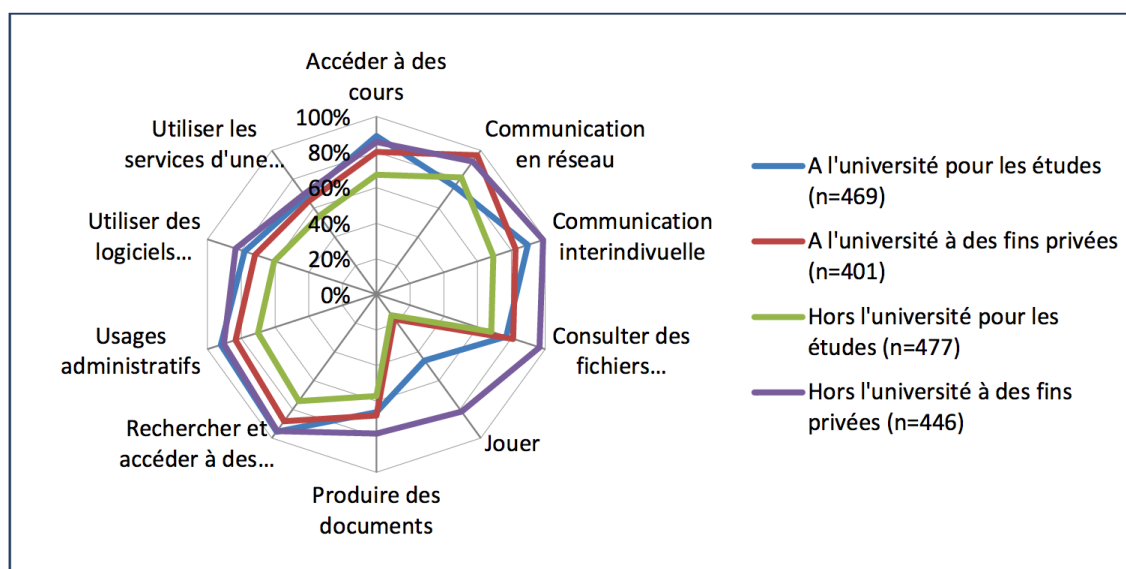 Accéder à des
cours
Communication
en réseau
Communication
interindivuelle
Consulter des
fichiers...
Jouer
Produire des
documents
Rechercher et
accéder à des...
Usages
administratifs
Utiliser des
logiciels...
Utiliser les
services d'une...
100%
80%
60%
40%
20%
0%
A l'université pour les études
(n=469)
A l'université à des fins privées
(n=401)
Hors l'université pour les
études (n=477)
Hors l'université à des fins
privées (n=446)